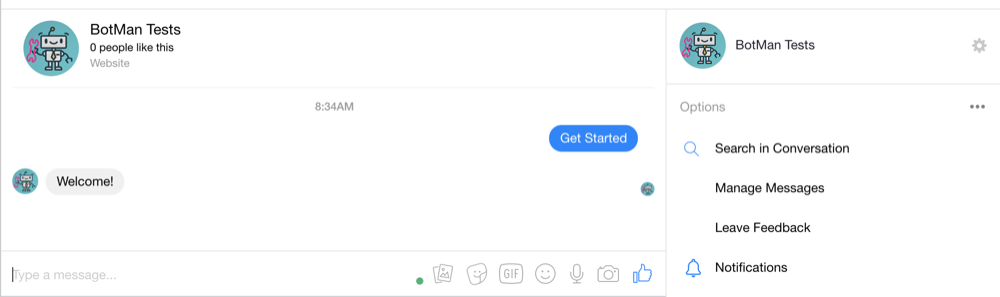 BotMan Tests
0 people like this
Website
8:34AM
Get Started
Welcome!
Type a message...
GIF
BotMan Tests
Options
Search in Conversation
Manage Messages
Leave Feedback
Notifications